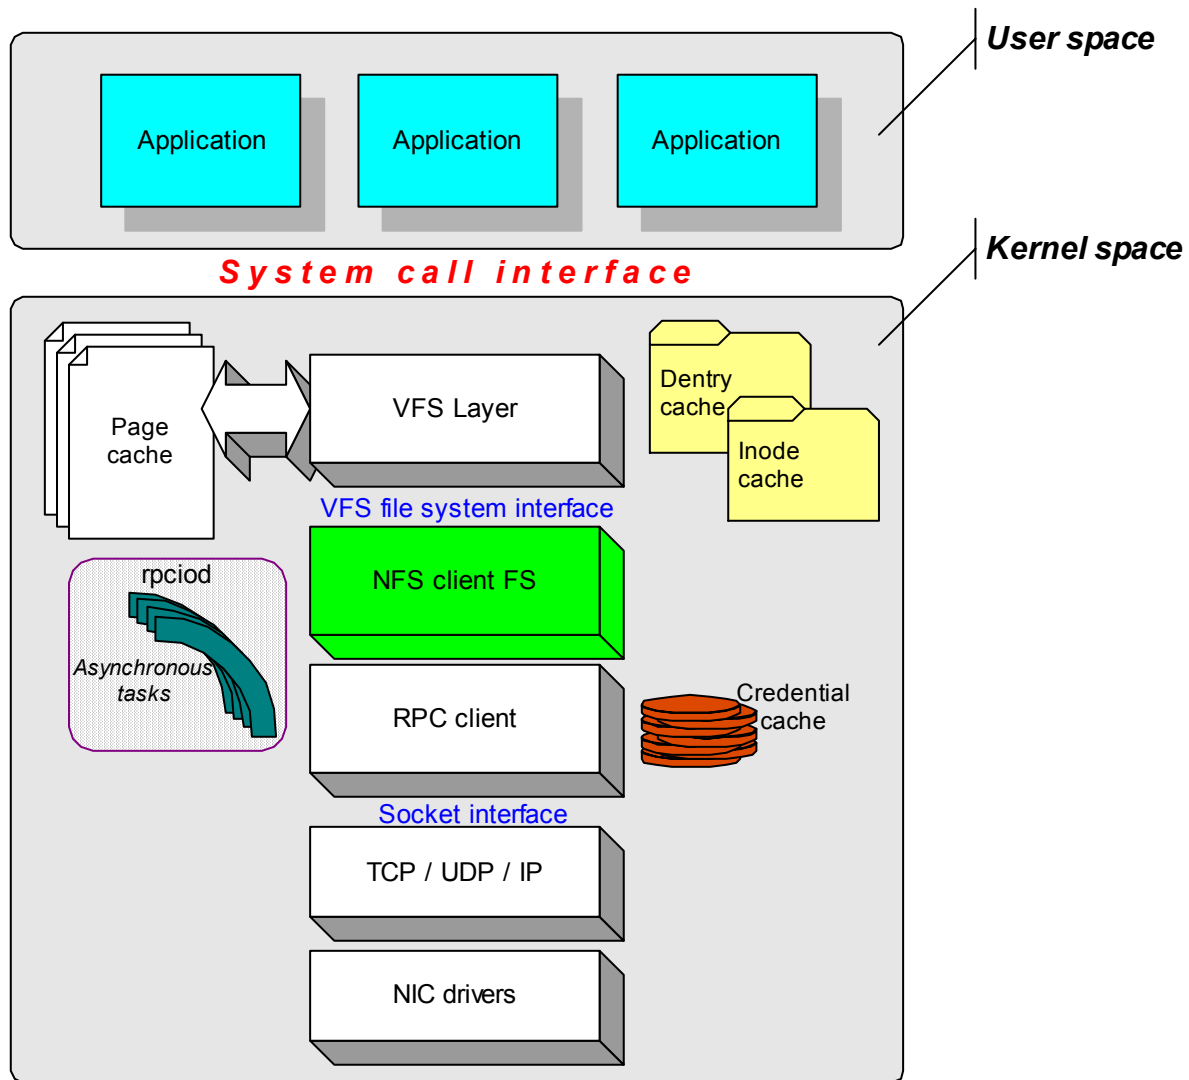 User space
Application
Application
Application
Kernel space
System call interface
Page
cache
VFS Layer
Dentry
cache
Inode
cache
VFS file system interface
rpciod
NFS client FS
Asynchronous
tasks
RPC client
Credential
cache
Socket interface
TCP / UDP / IP
NIC drivers